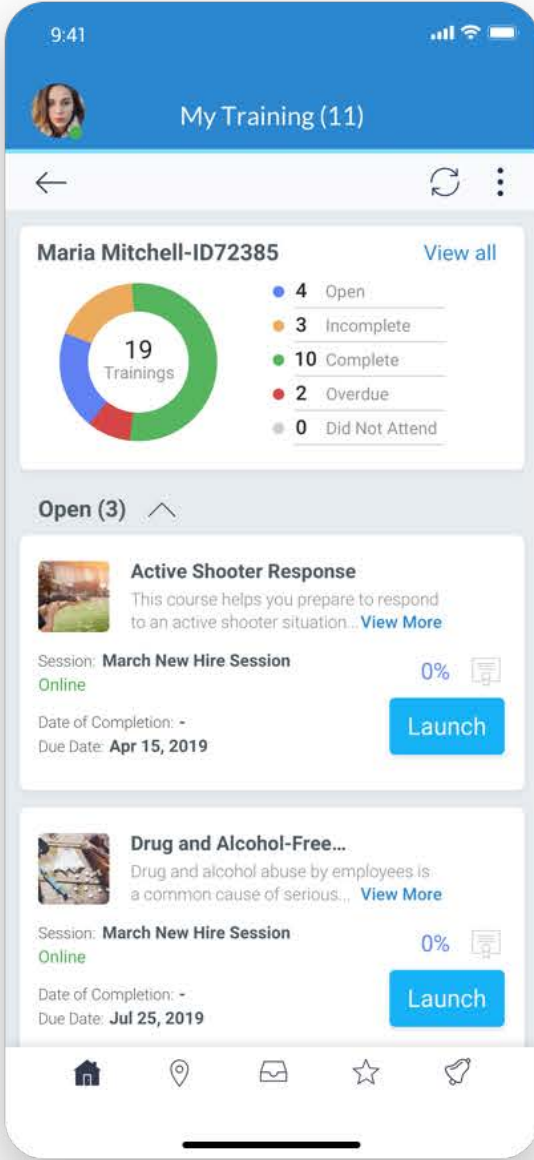 9:41
My Training (11)
Maria Mitchell-ID72385 View all
19
Trainings
4 Open
3 Incomplete
10 Complete
2 Overdue
0 Did Not Attend
Open (3)
Active Shooter Response
This course helps you prepare to respond
to an active shooter situation... View More
Session: March New Hire Session
Online
0%
Date of Completion: -
Due Date: Apr 15, 2019
Launch
Drug and Alcohol-Free...
Drug and alcohol abuse by employees is
a common cause of serious... View More
Session: March New Hire Session
Online
0%
Date of Completion: -
Due Date: Jul 25, 2019
Launch